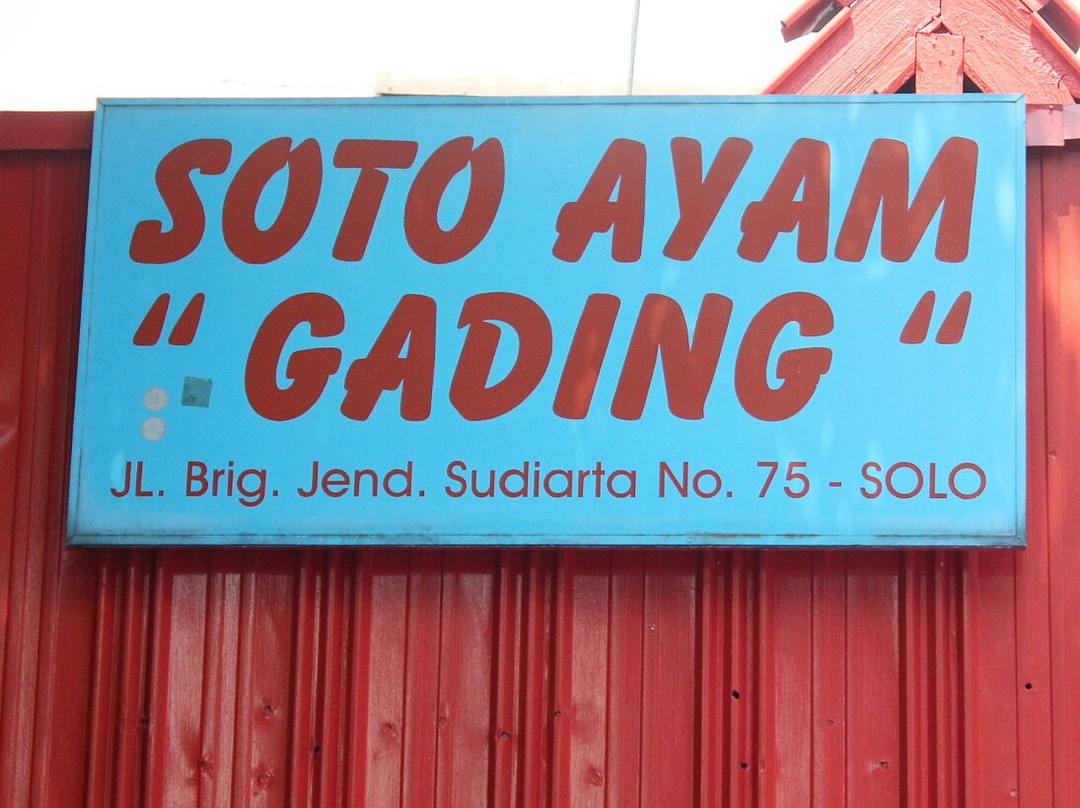 SOTO AYAM
“ GADING “
JL. Brig. Jend. Sudiarta No. 75 - SOLO